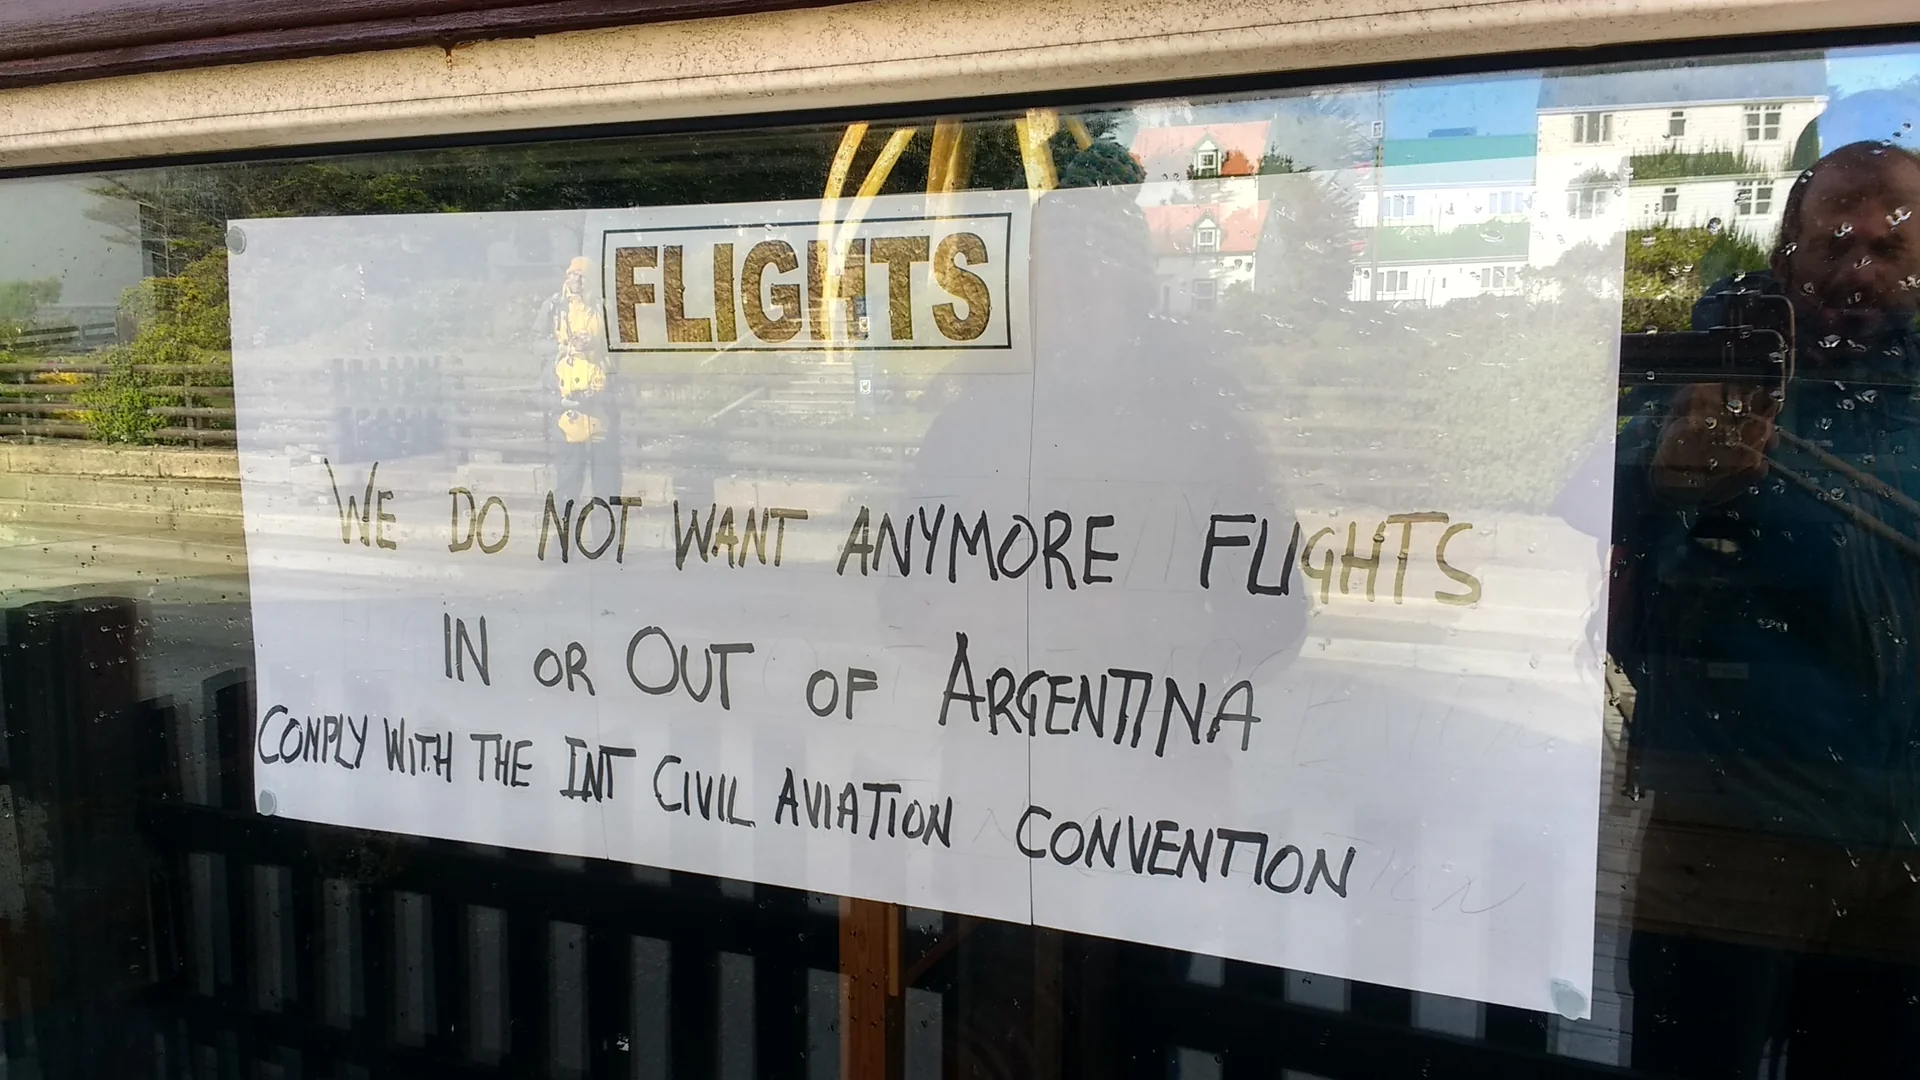 FLIGHTS
WE DO NOT WANT ANYMORE FLIGHTS
IN OR OUT OF ARGENTINA
COMPLY WITH THE INT CIVIL AVIATION CONVENTION